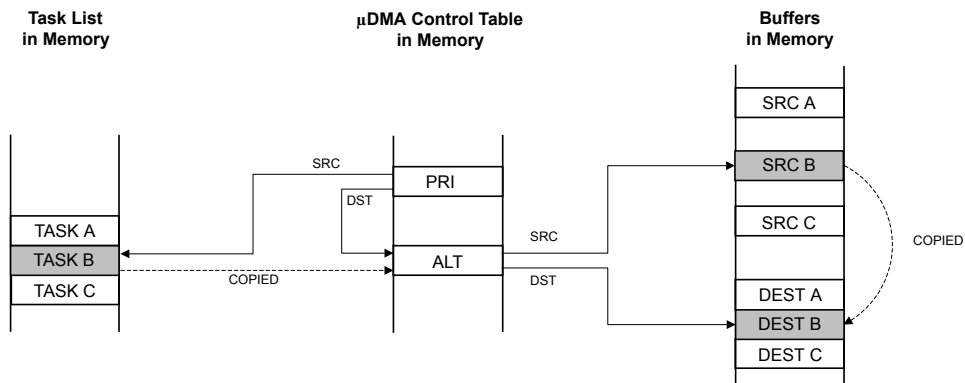 Task List
in Memory
μDMA Control Table
in Memory
Buffers
in Memory
SRC A
SRC
SRC B
PRI
DST
TASK A
SRC C
SRC
COPIED
TASK B
ALT
COPIED
DST
TASK C
DEST A
DEST B
DEST C